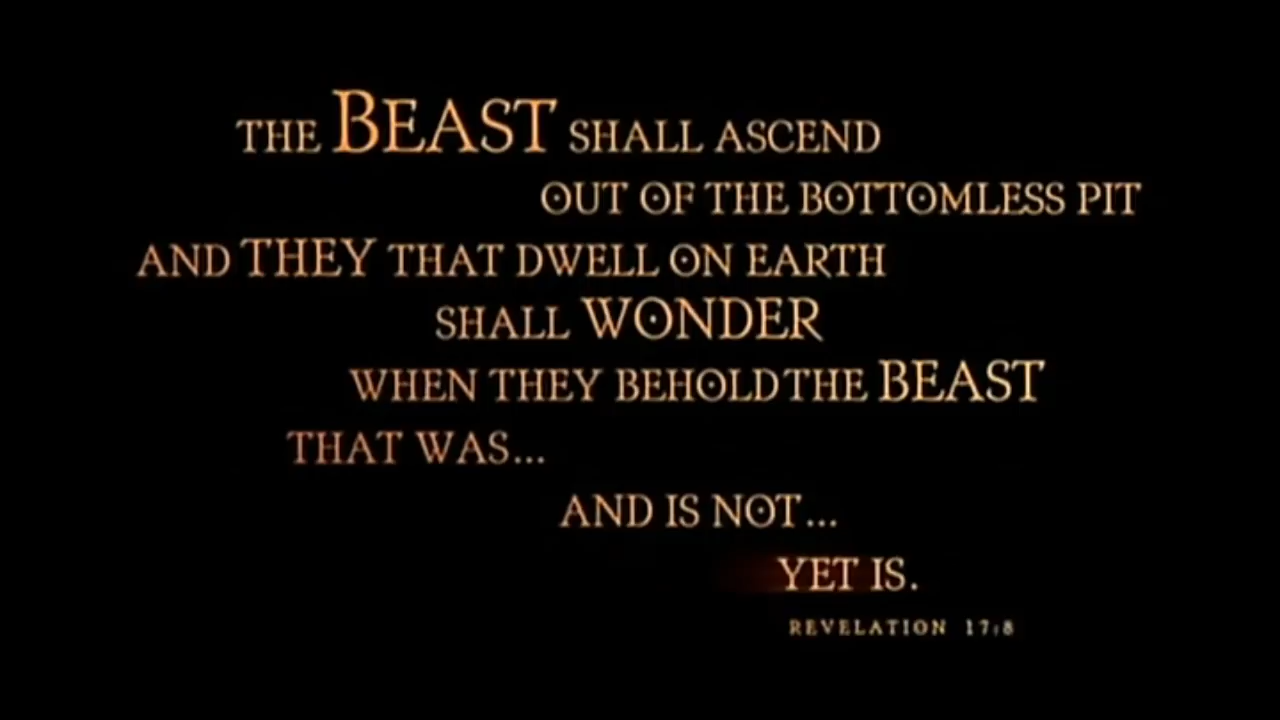 THE BEAST SHALL ASCEND
OUT OF THE BOTTOMLESS PIT
AND THEY THAT DWELL ON EARTH
SHALL WONDER
WHEN THEY BEHOLD THE BEAST
THAT WAS...
AND IS NOT...
YET IS.
REVELATION 17:8